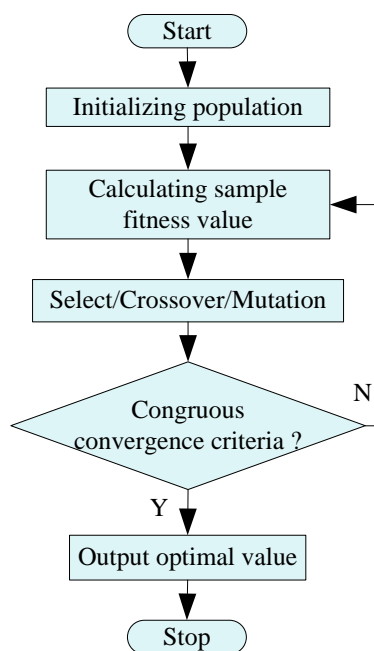 Start
Initializing population
Calculating sample
fitness value
Select/Crossover/Mutation
Congruous
convergence criteria ?
N
Y
Output optimal value
Stop